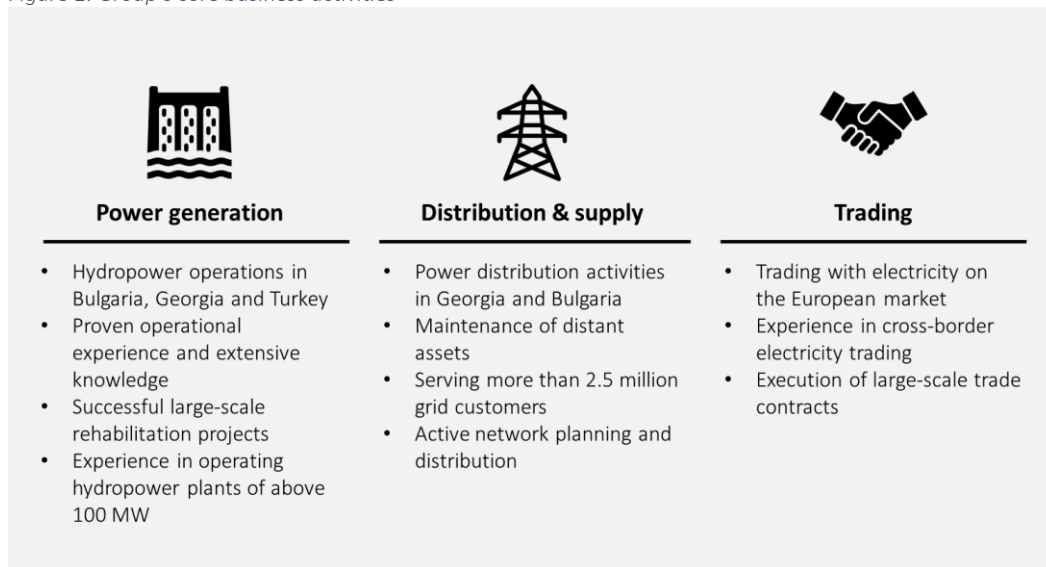 Power generation
• Hydropower operations in
Bulgaria, Georgia and Turkey
• Proven operational
experience and extensive
knowledge
• Successful large-scale
rehabilitation projects
• Experience in operating
hydropower plants of above
100 MW
Distribution & supply
• Power distribution activities
in Georgia and Bulgaria
• Maintenance of distant
assets
• Serving more than 2.5 million
grid customers
• Active network planning and
distribution
Trading
• Trading with electricity on
the European market
• Experience in cross-border
electricity trading
• Execution of large-scale trade
contracts